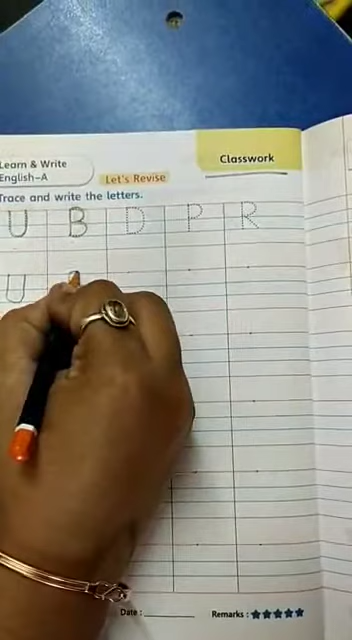 Learn & Write
English-A
Let's Revise
Classwork
Trace and write the letters.
U B D P R
U
Date :
Remarks :